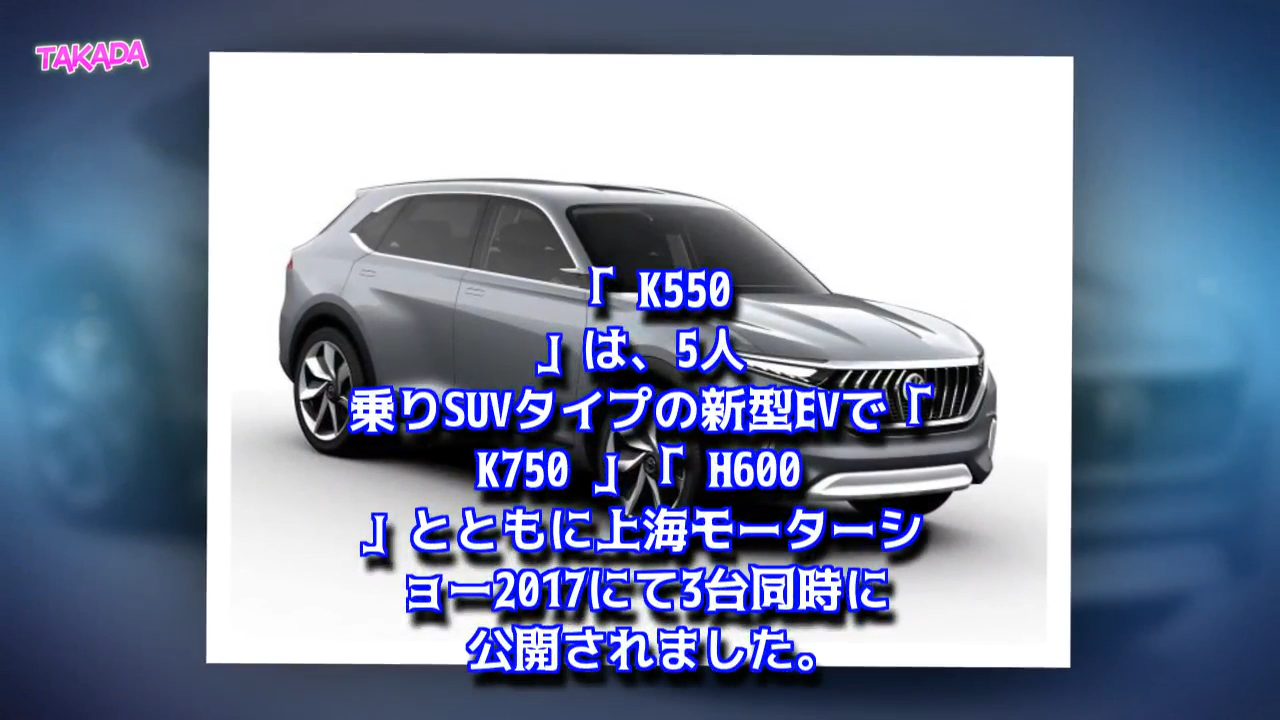 TAKADA
「 K550
」は、5人
乗りSUVタイプの新型EVで「
K750 」「 H600
」とともに上海モーターシ
ョー2017にて3台同時に
公開されました。